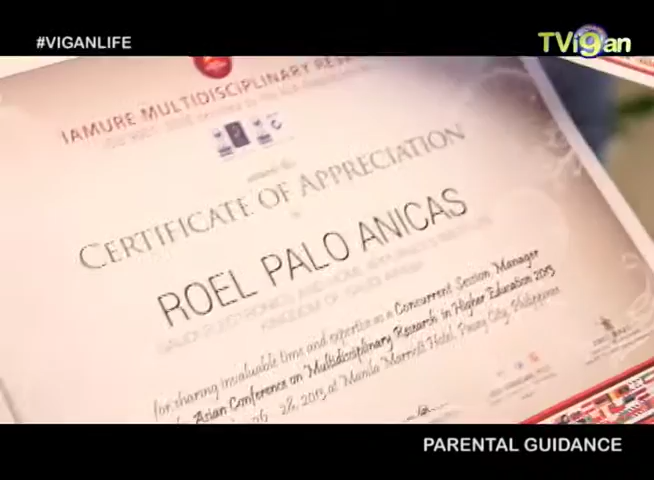 #VIGANLIFE
TVi9an
IAMURE MULTIDISCIPLINARY
CERTIFICATE OF APPRECIATION
ROEL PALO ANICAS
KINGDOM OF SAUDI ARABIA
for sharing invaluable time and expertise as a Concurrent Session Manager
Asian Conference on Multidisciplinary Research in Higher Education 2015
28, 2015 at Manila Marriott Hotel, Pasay City, Philippines
PARENTAL GUIDANCE